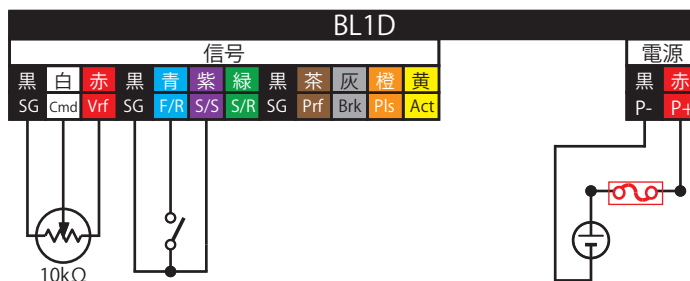 BL1D
信号 電源
黒 白 赤 黒 青 紫 緑 黒 茶 灰 橙 黄 黒 赤
SG Cmd Vrf SG F/R S/S S/R SG Prf Brk Pls Act P- P+
10kΩ